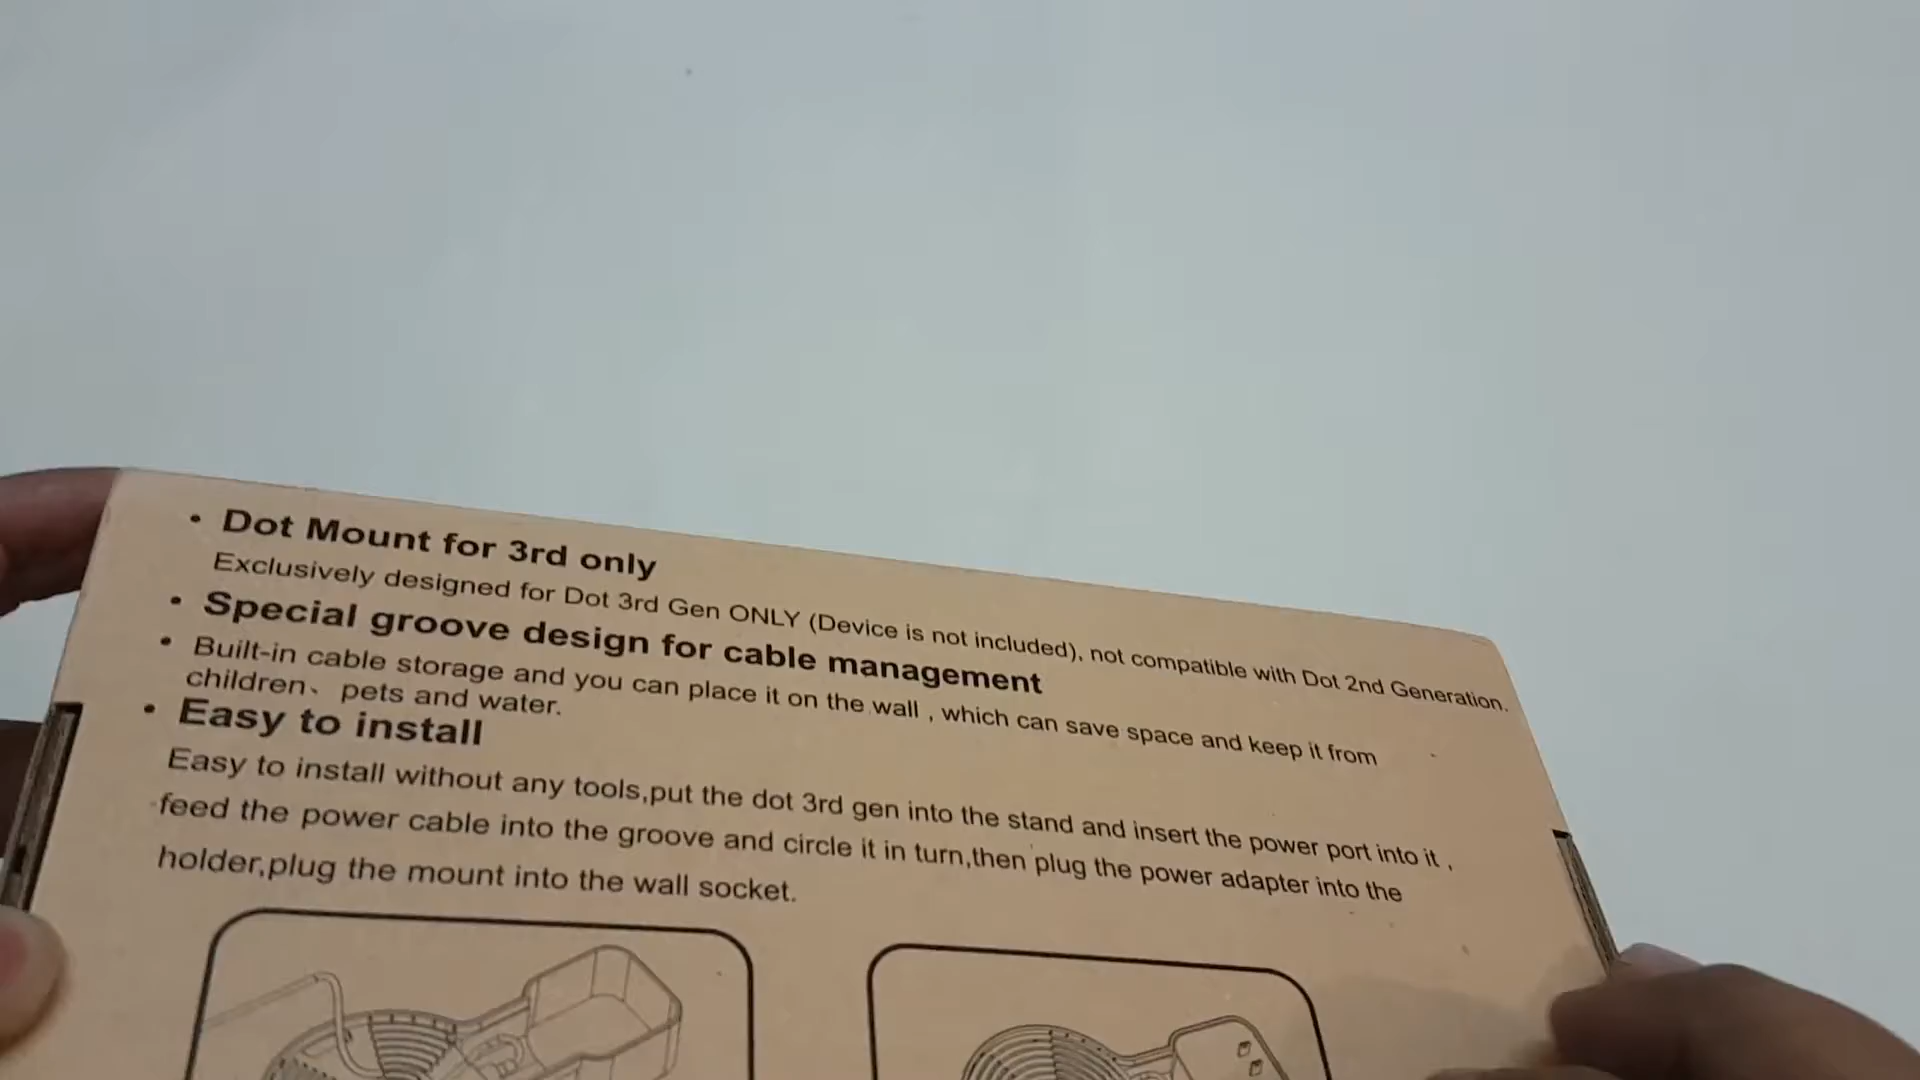 • Dot Mount for 3rd only
Exclusively designed for Dot 3rd Gen ONLY (Device is not included), not compatible with Dot 2nd Generation.
• Special groove design for cable management
• Built-in cable storage and you can place it on the wall , which can save space and keep it from
children、 pets and water.
• Easy to install
Easy to install without any tools,put the dot 3rd gen into the stand and insert the power port into it ,
feed the power cable into the groove and circle it in turn,then plug the power adapter into the
holder,plug the mount into the wall socket.